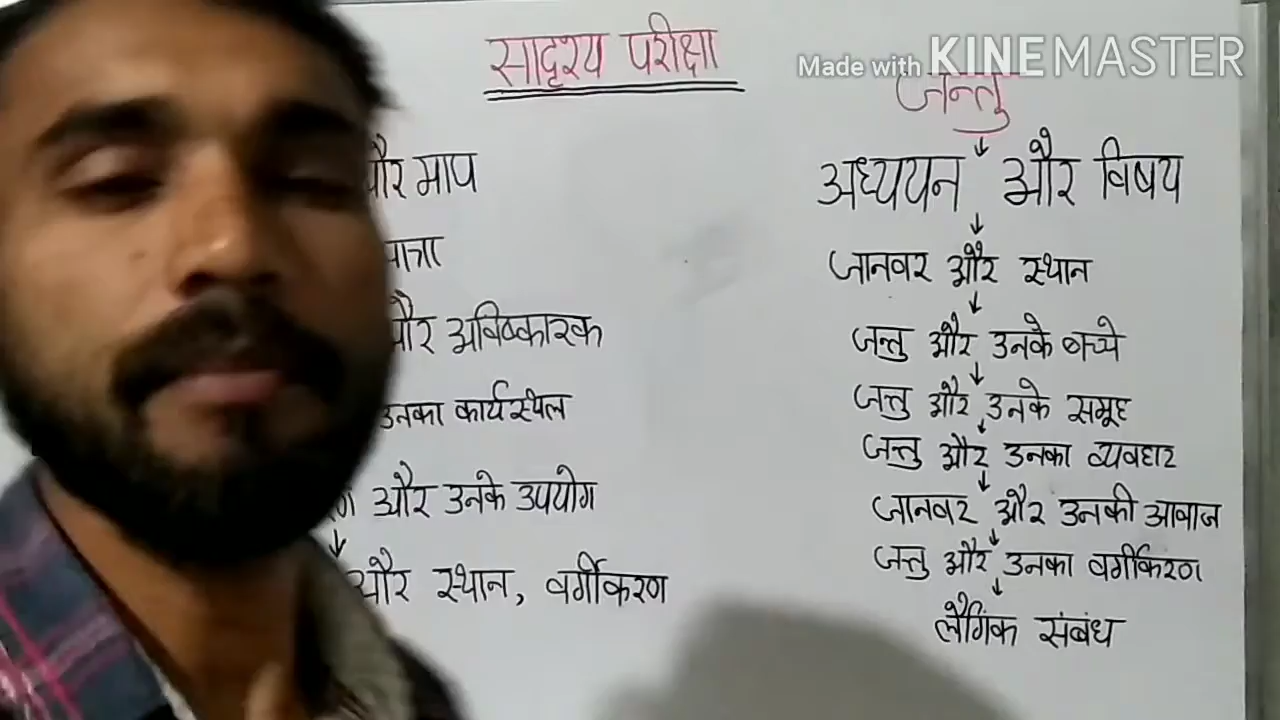 सादृश्य परीक्षा
Made with KINEMASTER
जन्तु
और माप
मात्रा
और अविष्कारक
उनका कार्यस्थल
और उनके उपयोग
और स्थान, वर्गीकरण
अध्ययन और विषय
जानवर और स्थान
जन्तु और उनके बच्चे
जन्तु और उनके समूह
जन्तु और उनका व्यवहार
जानवर और उनकी आवाज
जन्तु और उनका वर्गीकरण
लैगिंक संबंध